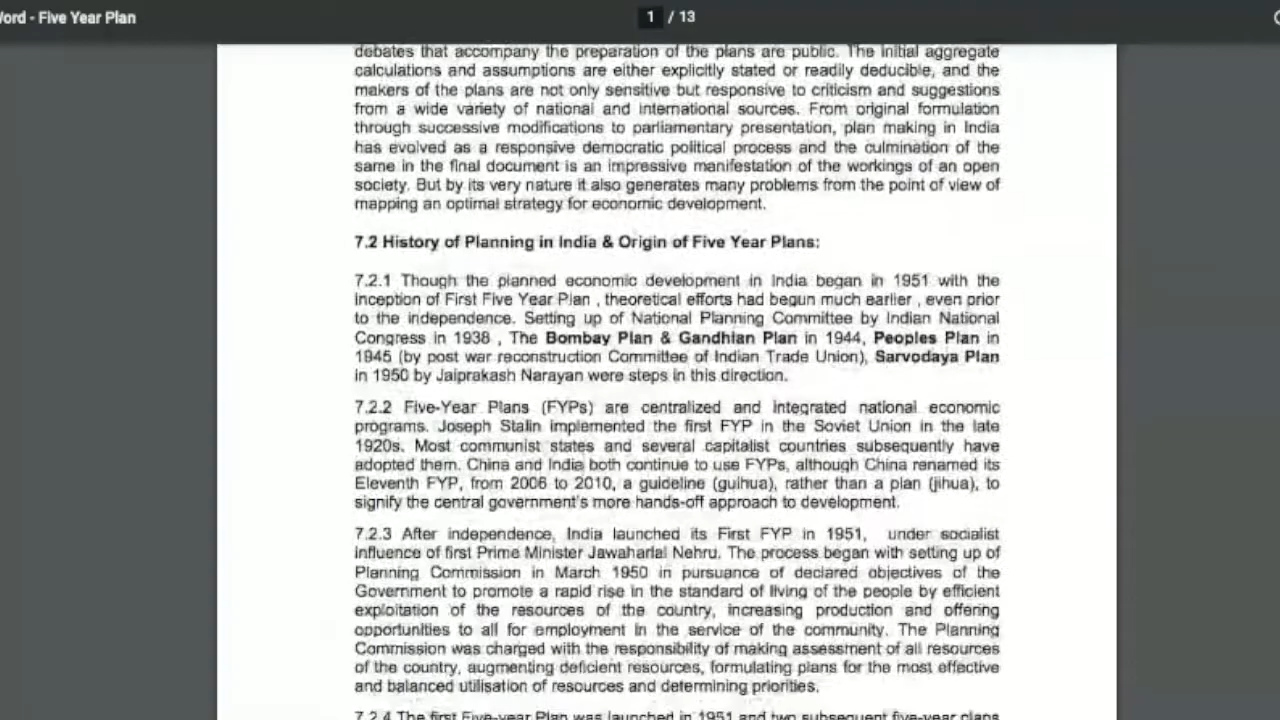 Word - Five Year Plan
1 / 13
debates that accompany the preparation of the plans are public. The initial aggregate
calculations and assumptions are either explicitly stated or readily deducible, and the
makers of the plans are not only sensitive but responsive to criticism and suggestions
from a wide variety of national and international sources. From original formulation
through successive modifications to parliamentary presentation, plan making in India
has evolved as a responsive democratic political process and the culmination of the
same in the final document is an impressive manifestation of the workings of an open
society. But by its very nature it also generates many problems from the point of view of
mapping an optimal strategy for economic development.
7.2 History of Planning in India & Origin of Five Year Plans:
7.2.1 Though the planned economic development in India began in 1951 with the
inception of First Five Year Plan , theoretical efforts had begun much earlier , even prior
to the independence. Setting up of National Planning Committee by Indian National
Congress in 1938 , The Bombay Plan & Gandhian Plan in 1944, Peoples Plan in
1945 (by post war reconstruction Committee of Indian Trade Union), Sarvodaya Plan
in 1950 by Jaiprakash Narayan were steps in this direction.
7.2.2 Five-Year Plans (FYPs) are centralized and integrated national economic
programs. Joseph Stalin implemented the first FYP in the Soviet Union in the late
1920s. Most communist states and several capitalist countries subsequently have
adopted them. China and India both continue to use FYPs, although China renamed its
Eleventh FYP, from 2006 to 2010, a guideline (guihua), rather than a plan (jihua), to
signify the central government's more hands-off approach to development.
7.2.3 After independence, India launched its First FYP in 1951, under socialist
influence of first Prime Minister Jawaharlal Nehru. The process began with setting up of
Planning Commission in March 1950 in pursuance of declared objectives of the
Government to promote a rapid rise in the standard of living of the people by efficient
exploitation of the resources of the country, increasing production and offering
opportunities to all for employment in the service of the community. The Planning
Commission was charged with the responsibility of making assessment of all resources
of the country, augmenting deficient resources, formulating plans for the most effective
and balanced utilisation of resources and determining priorities.
7.2.4 The first Five-year Plan was launched in 1951 and two subsequent five-year plans